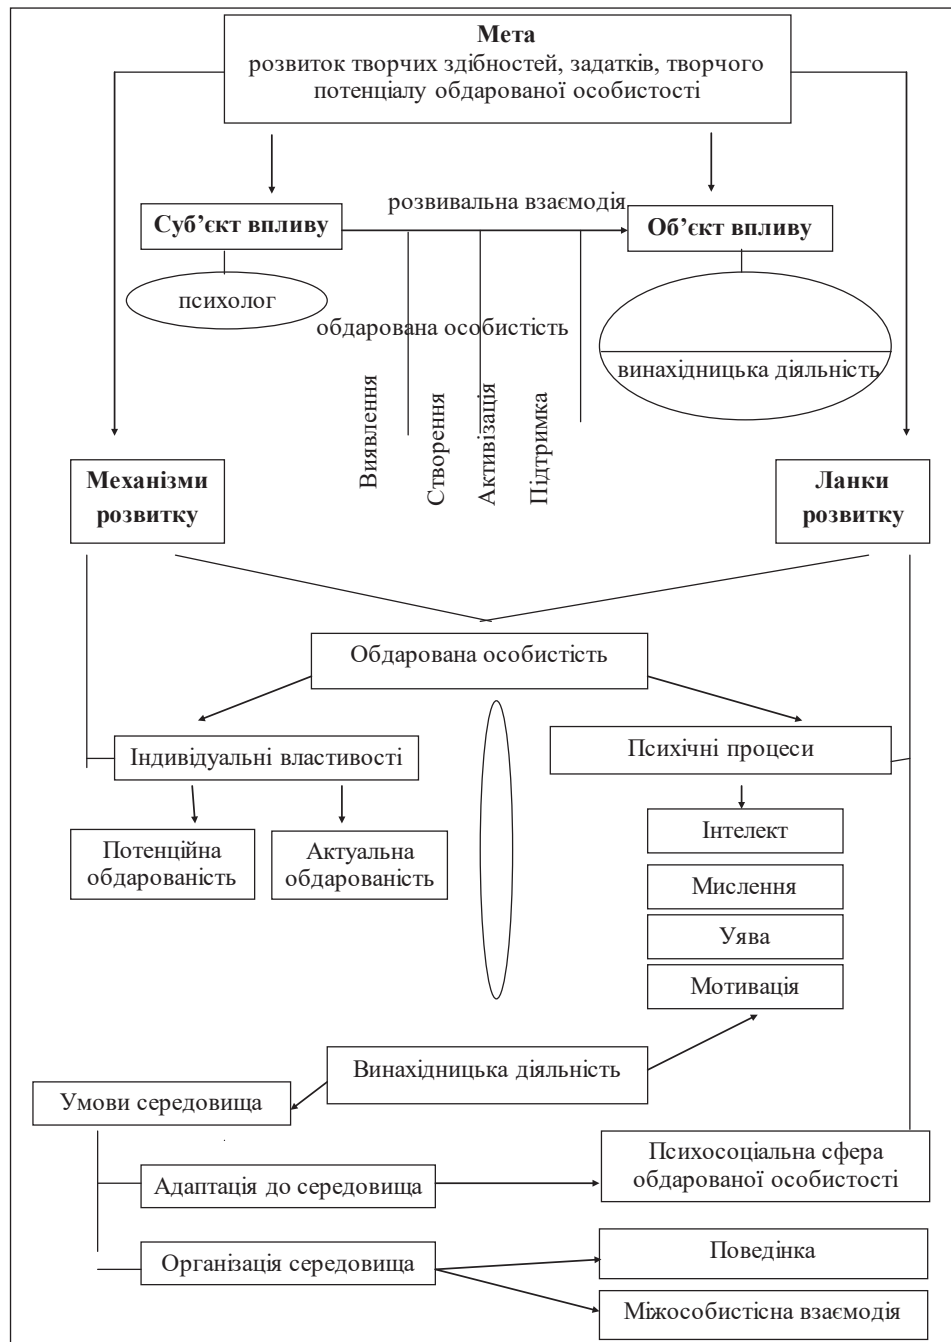 Мета
розвиток творчих здібностей, задатків, творчого
потенціалу обдарованої особистості
розвивальна взаємодія
Суб’єкт впливу
Об’єкт впливу
психолог
обдарована особистість
винахідницька діяльність
Виявлення
Створення
Активізація
Підтримка
Механізми
розвитку
Ланки
розвитку
Обдарована особистість
Індивідуальні властивості
Психічні процеси
Потенційна
обдарованість
Актуальна
обдарованість
Інтелект
Мислення
Уява
Мотивація
Винахідницька діяльність
Умови середовища
Адаптація до середовища
Психосоціальна сфера
обдарованої особистості
Організація середовища
Поведінка
Міжособистісна взаємодія